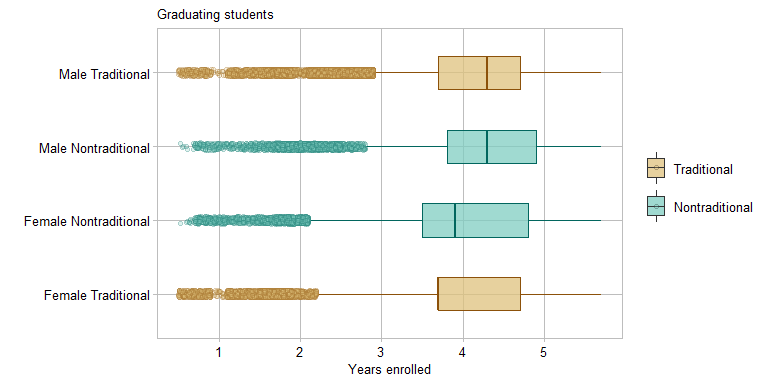 Graduating students
Male Traditional
Male Nontraditional
Female Nontraditional
Female Traditional
1 2 3 4 5
Years enrolled
Traditional
Nontraditional